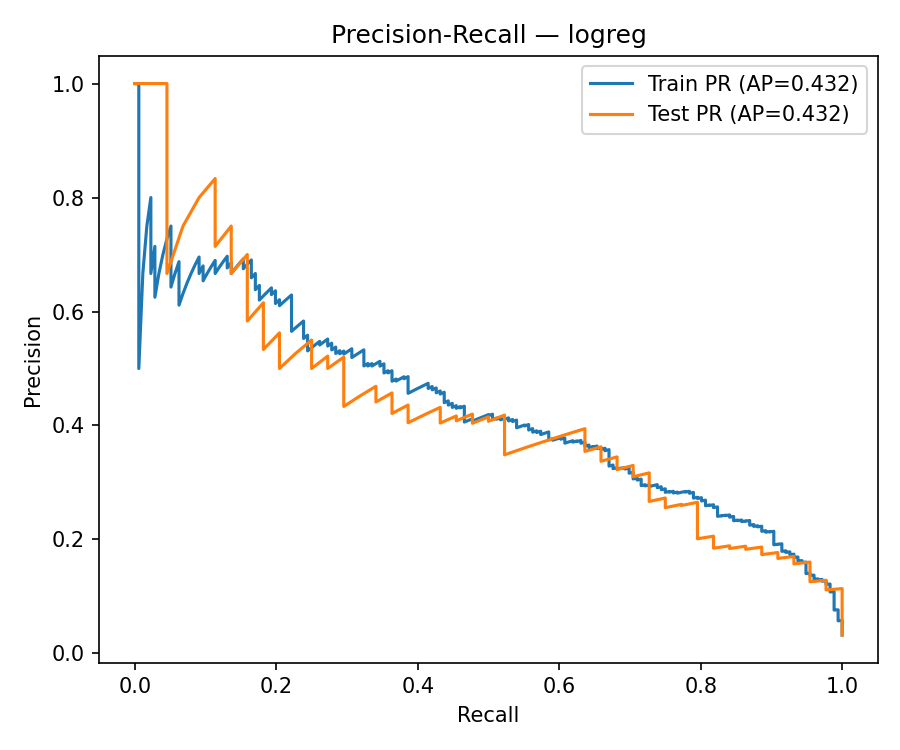 Precision-Recall — logreg
Train PR (AP=0.432)
Test PR (AP=0.432)
Precision
1.0
0.8
0.6
0.4
0.2
0.0
0.0 0.2 0.4 0.6 0.8 1.0
Recall